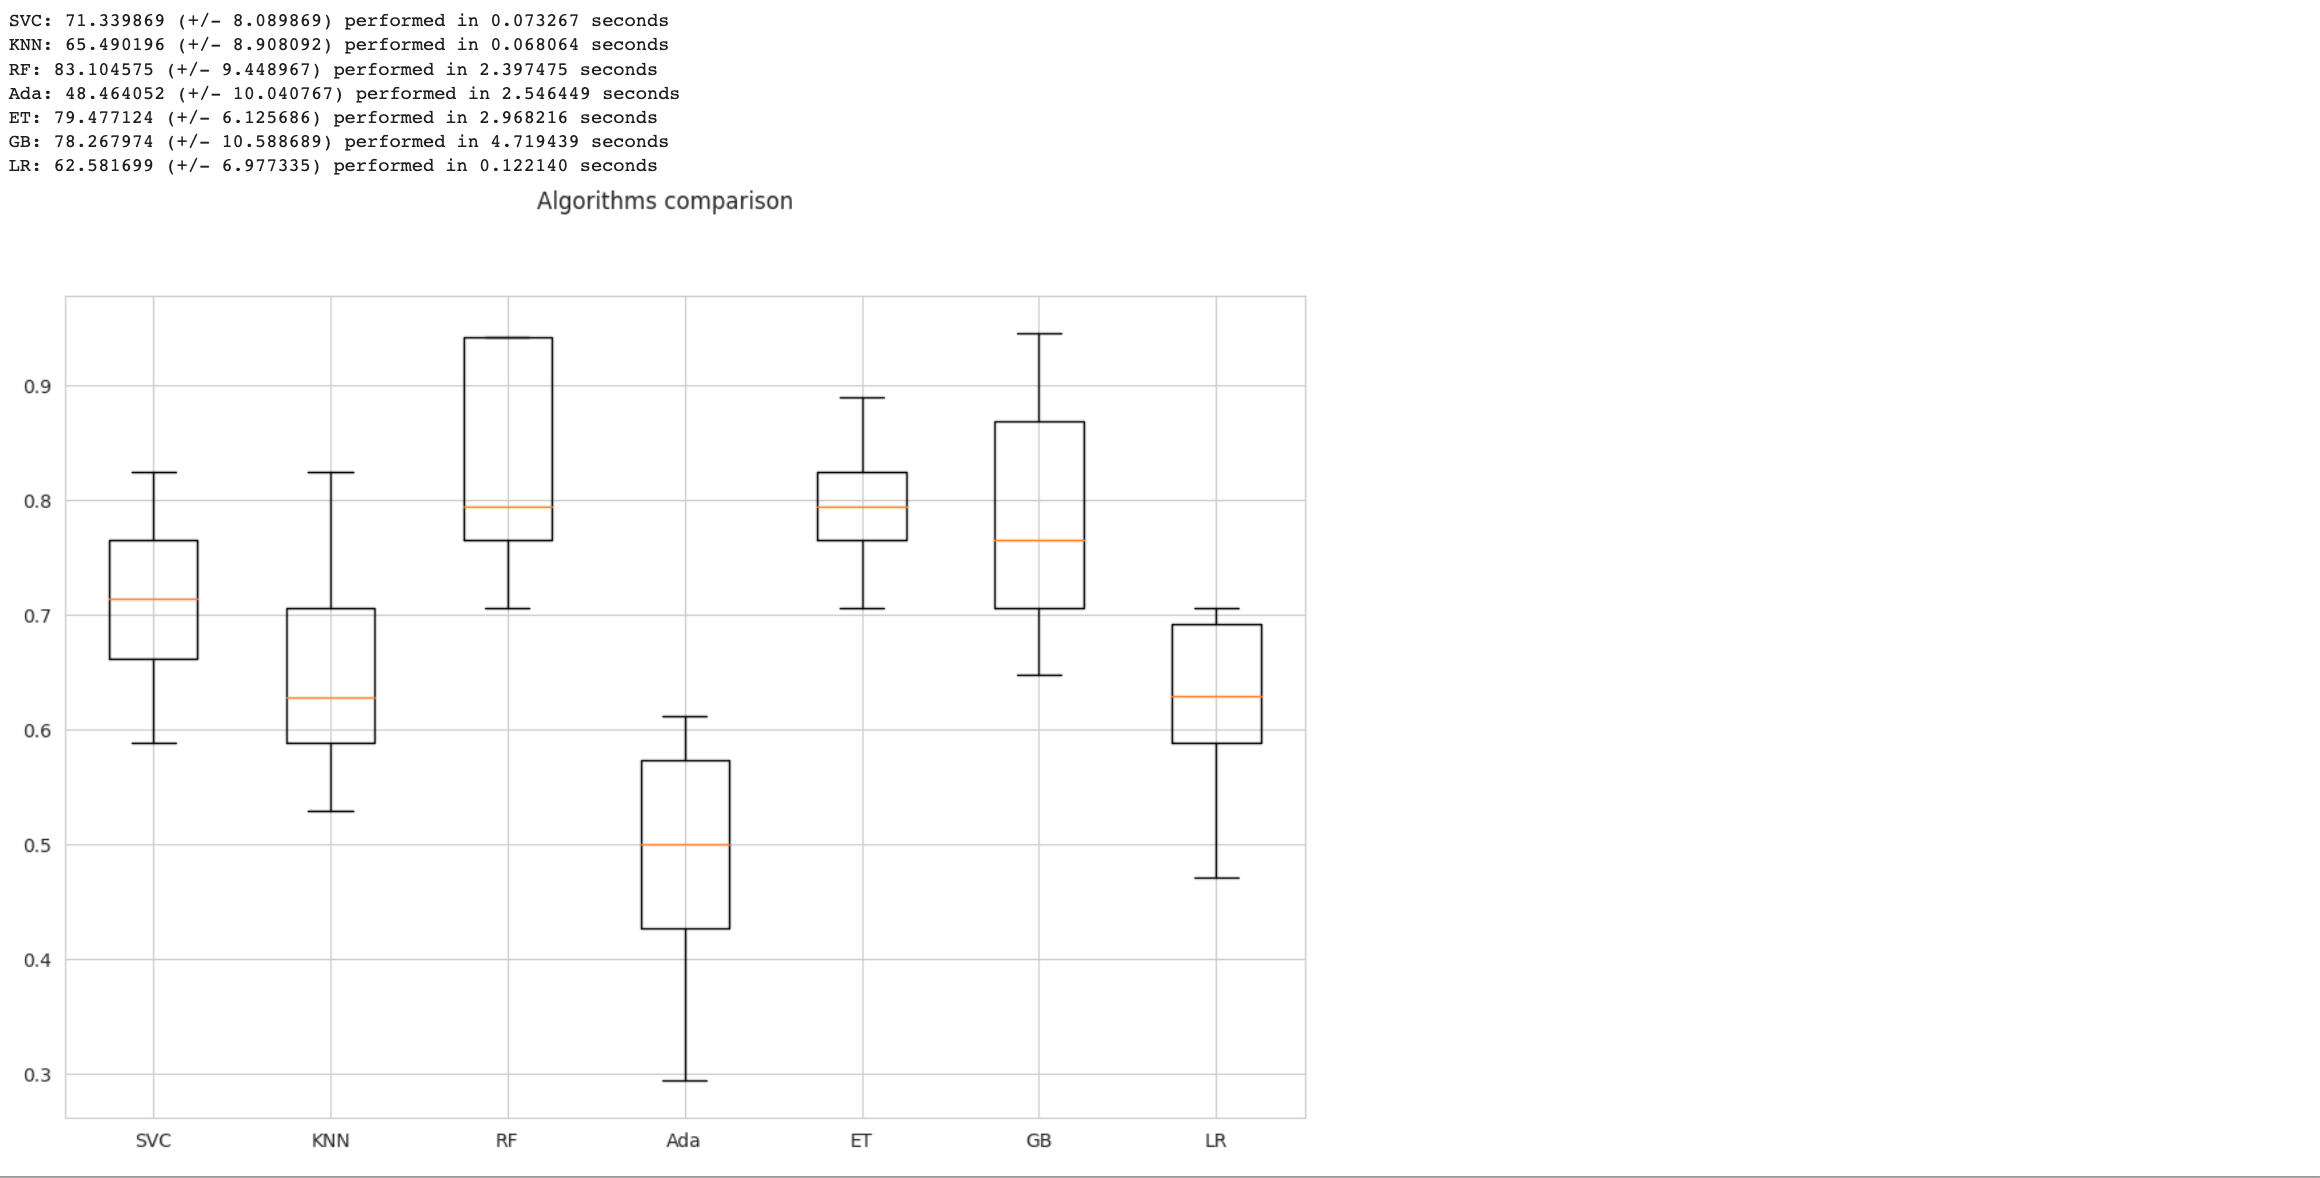 SVC: 71.339869 (+/- 8.089869) performed in 0.073267 seconds
KNN: 65.490196 (+/- 8.908092) performed in 0.068064 seconds
RF: 83.104575 (+/- 9.448967) performed in 2.397475 seconds
Ada: 48.464052 (+/- 10.040767) performed in 2.546449 seconds
ET: 79.477124 (+/- 6.125686) performed in 2.968216 seconds
GB: 78.267974 (+/- 10.588689) performed in 4.719439 seconds
LR: 62.581699 (+/- 6.977335) performed in 0.122140 seconds
Algorithms comparison
0.9
0.8
0.7
0.6
0.5
0.4
0.3
SVC KNN RF Ada ET GB LR